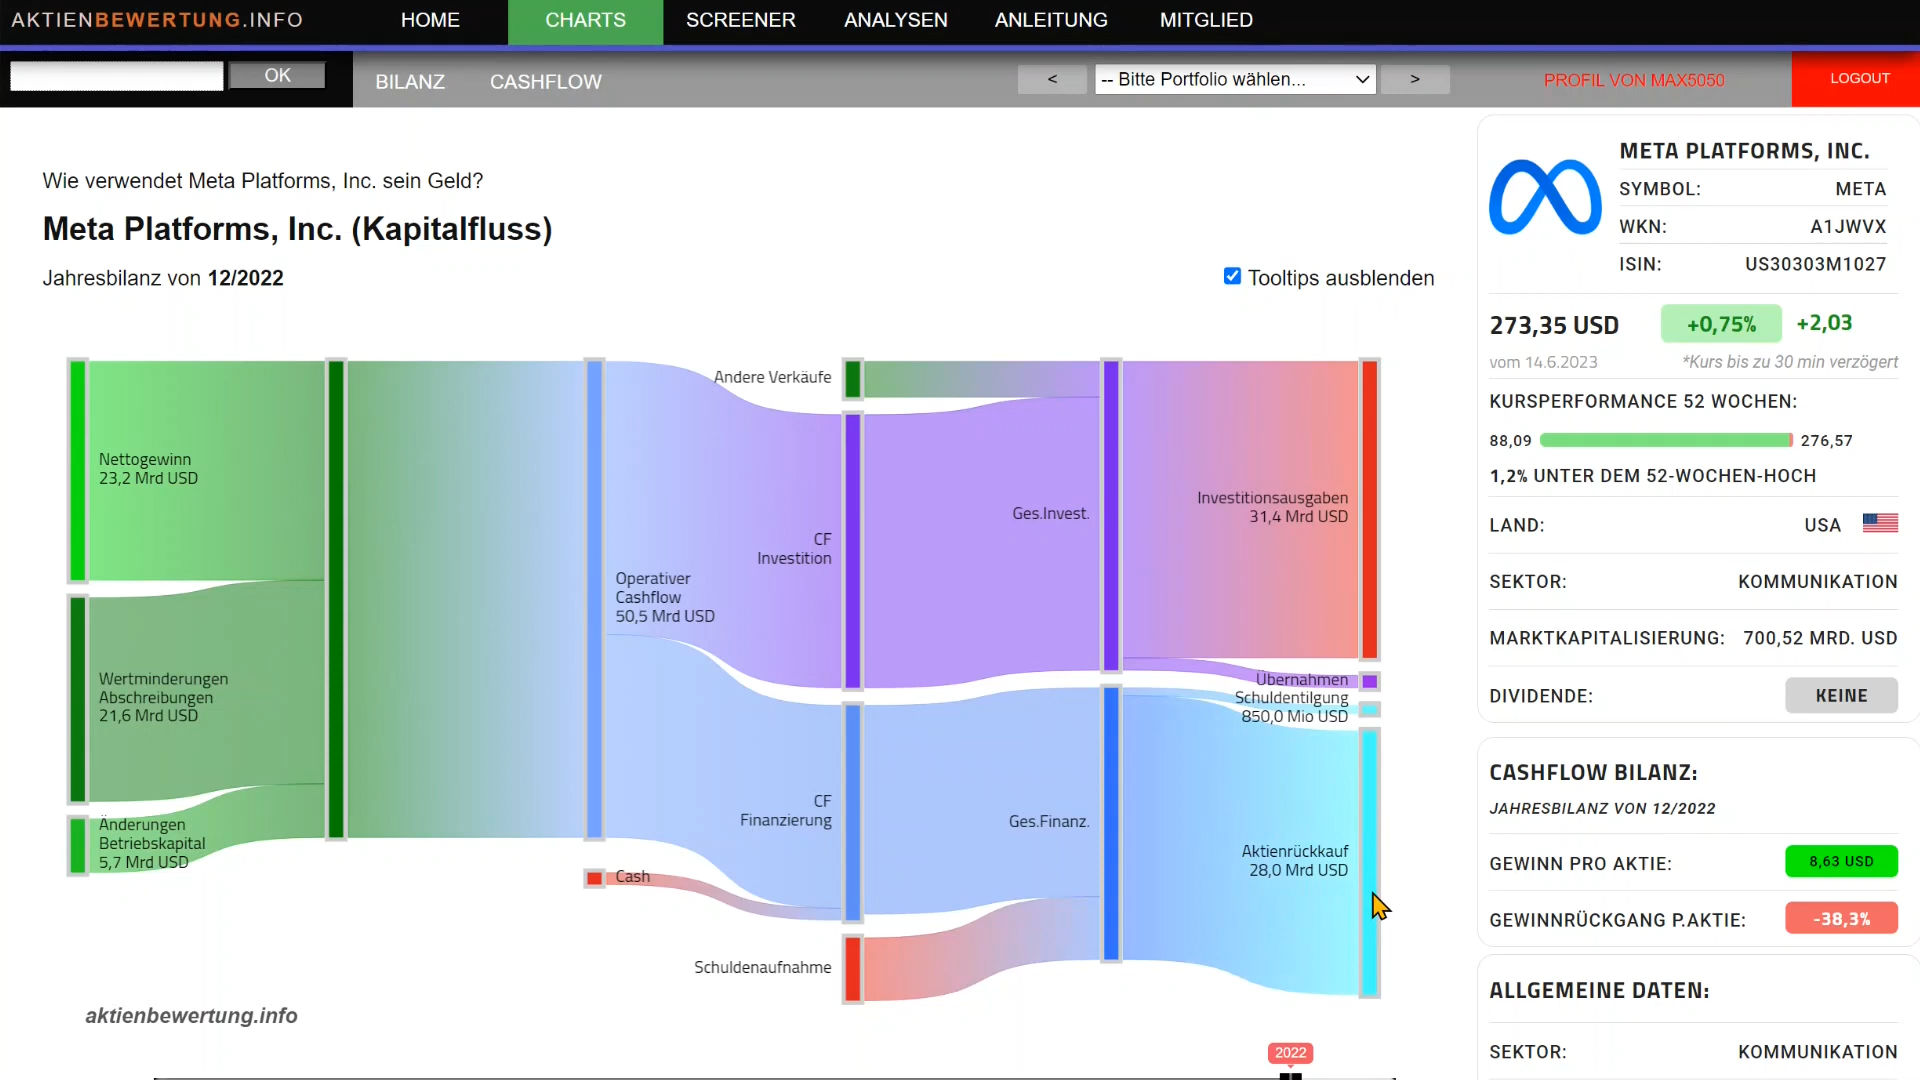 AKTIENBEWERTUNG.INFO
HOME
CHARTS
SCREENER
ANALYSEN
ANLEITUNG
MITGLIED
OK
BILANZ
CASHFLOW
<
-- Bitte Portfolio wählen...
>
PROFIL VON MAX5050
LOGOUT
Wie verwendet Meta Platforms, Inc. sein Geld?
Meta Platforms, Inc. (Kapitalfluss)
Jahresbilanz von 12/2022
Tooltips ausblenden
Nettogewinn
23,2 Mrd USD
Wertminderungen
Abschreibungen
21,6 Mrd USD
Änderungen
Betriebskapital
5,7 Mrd USD
Operativer
Cashflow
50,5 Mrd USD
Cash
Andere Verkäufe
CF
Investition
CF
Finanzierung
Schuldenaufnahme
Ges.Invest.
Ges.Finanz.
Investitionsausgaben
31,4 Mrd USD
Übernahmen
Schuldentilgung
850,0 Mio USD
Aktienrückkauf
28,0 Mrd USD
aktienbewertung.info
2022
META PLATFORMS, INC.
SYMBOL: META
WKN: A1JWVX
ISIN: US30303M1027
273,35 USD +0,75% +2,03
vom 14.6.2023 *Kurs bis zu 30 min verzögert
KURSPERFORMANCE 52 WOCHEN:
88,09 276,57
1,2% UNTER DEM 52-WOCHEN-HOCH
LAND: USA
SEKTOR: KOMMUNIKATION
MARKTKAPITALISIERUNG: 700,52 MRD. USD
DIVIDENDE: KEINE
CASHFLOW BILANZ:
JAHRESBILANZ VON 12/2022
GEWINN PRO AKTIE: 8,63 USD
GEWINNRÜCKGANG P.AKTIE: -38,3%
ALLGEMEINE DATEN:
SEKTOR: KOMMUNIKATION